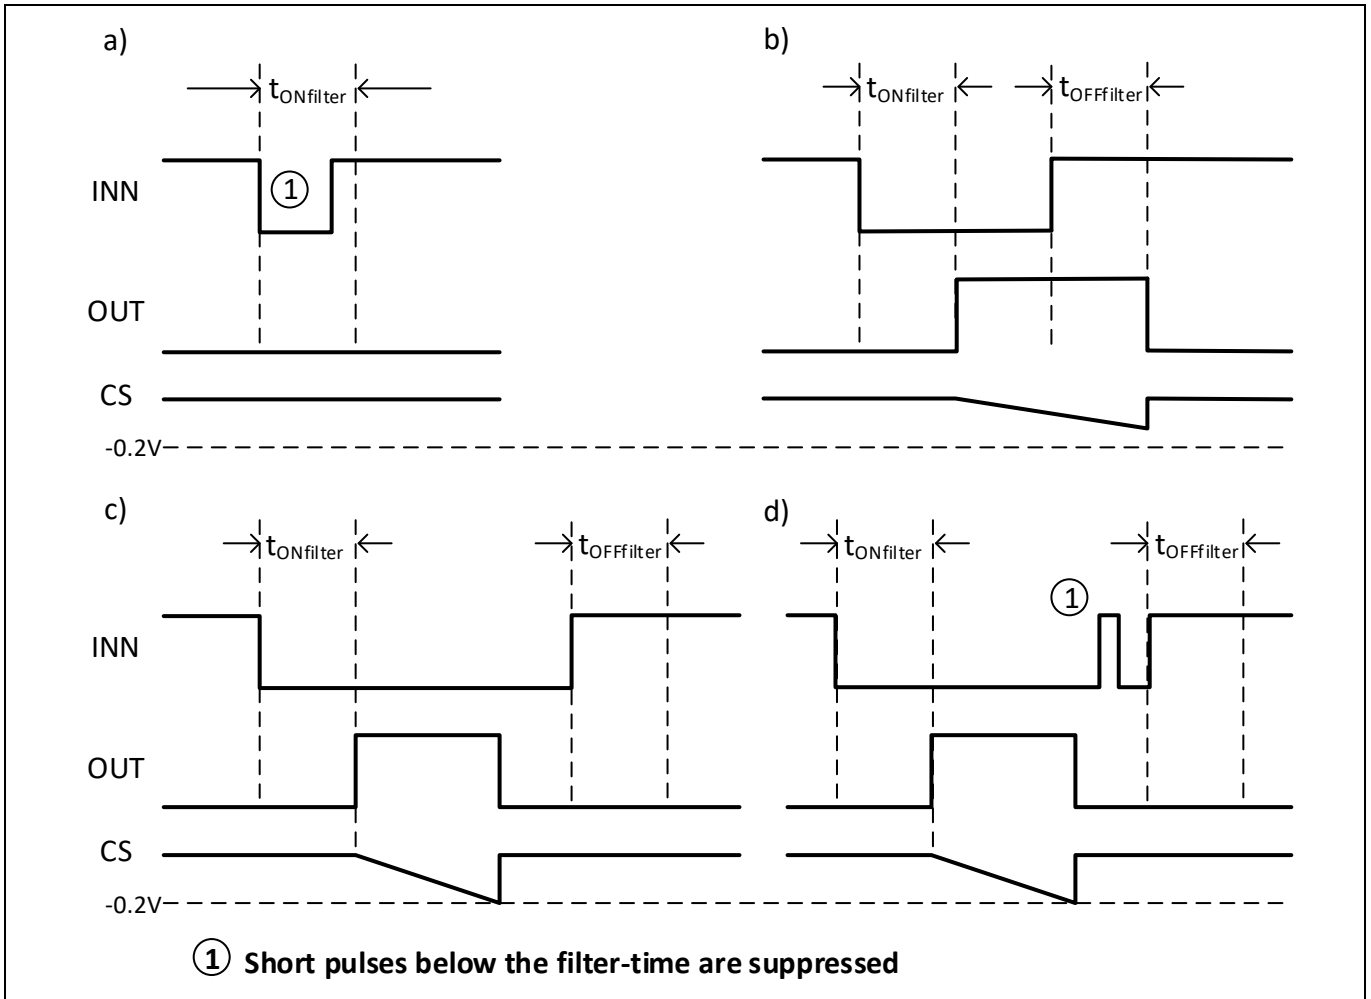 a) b)
tONfilter tONfilter tOFFfilter
INN ①
OUT
CS
-0.2V
c) d)
tONfilter tOFFfilter tONfilter tOFFfilter
①
INN
OUT
CS
-0.2V
① Short pulses below the filter-time are suppressed